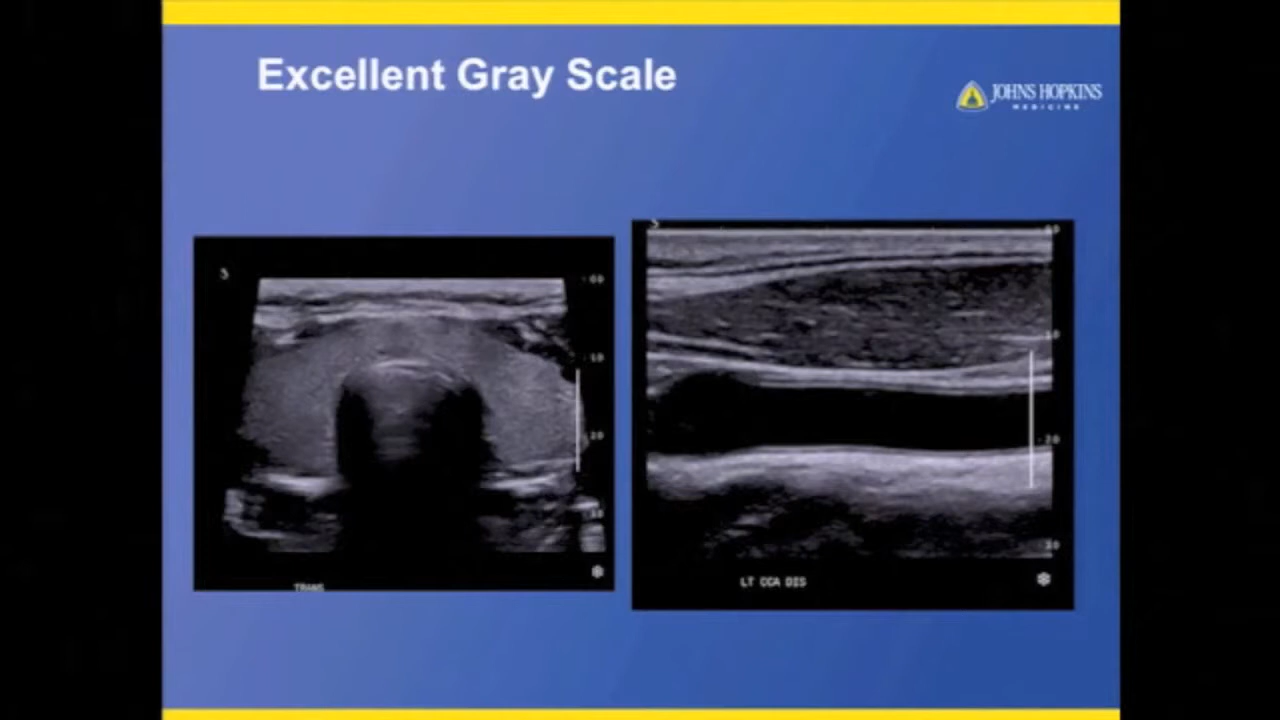 Excellent Gray Scale
JOHNS HOPKINS
MEDICINE
TRANS
LT CCA DIS